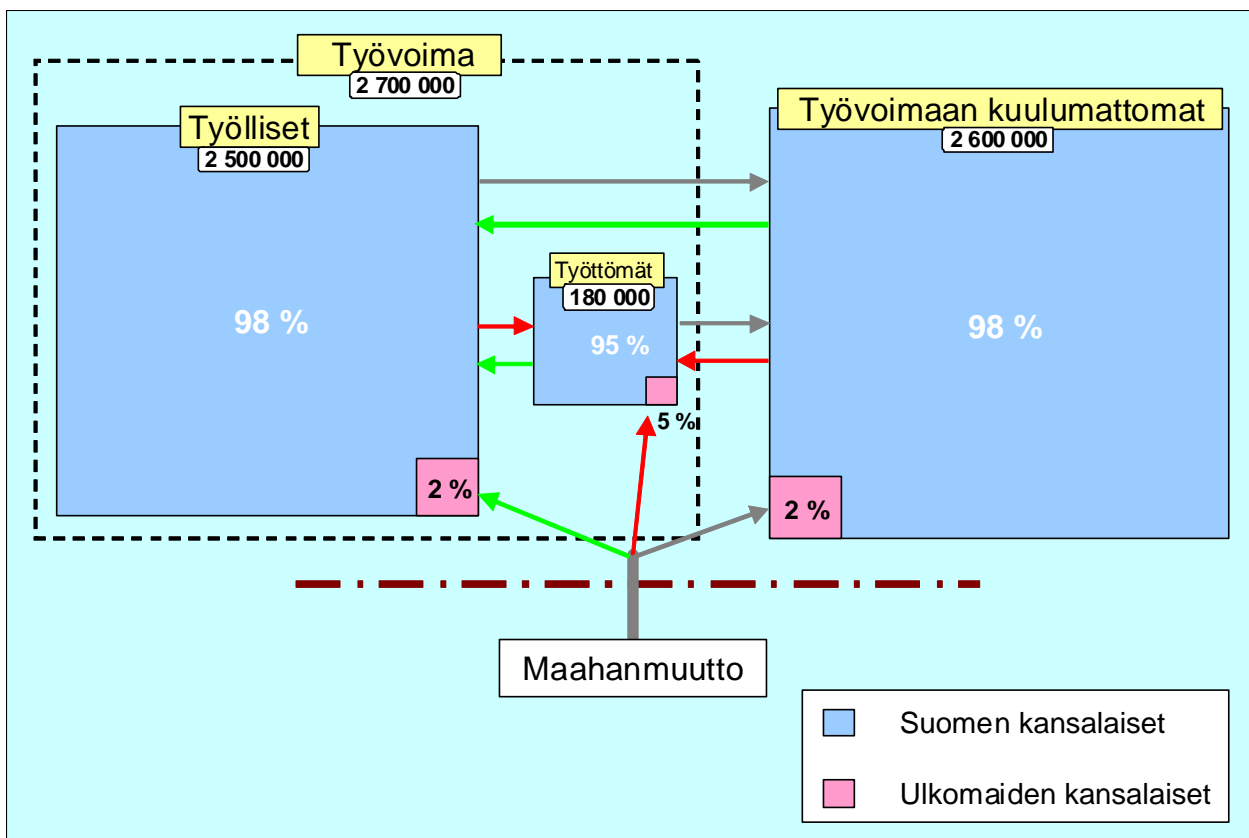 Työvoima
2 700 000
Työlliset
2 500 000
Työvoimaan kuulumattomat
2 600 000
Työttömät
180 000
98 %
95 %
98 %
5 %
2 %
2 %
Maahanmuutto
Suomen kansalaiset
Ulkomaiden kansalaiset